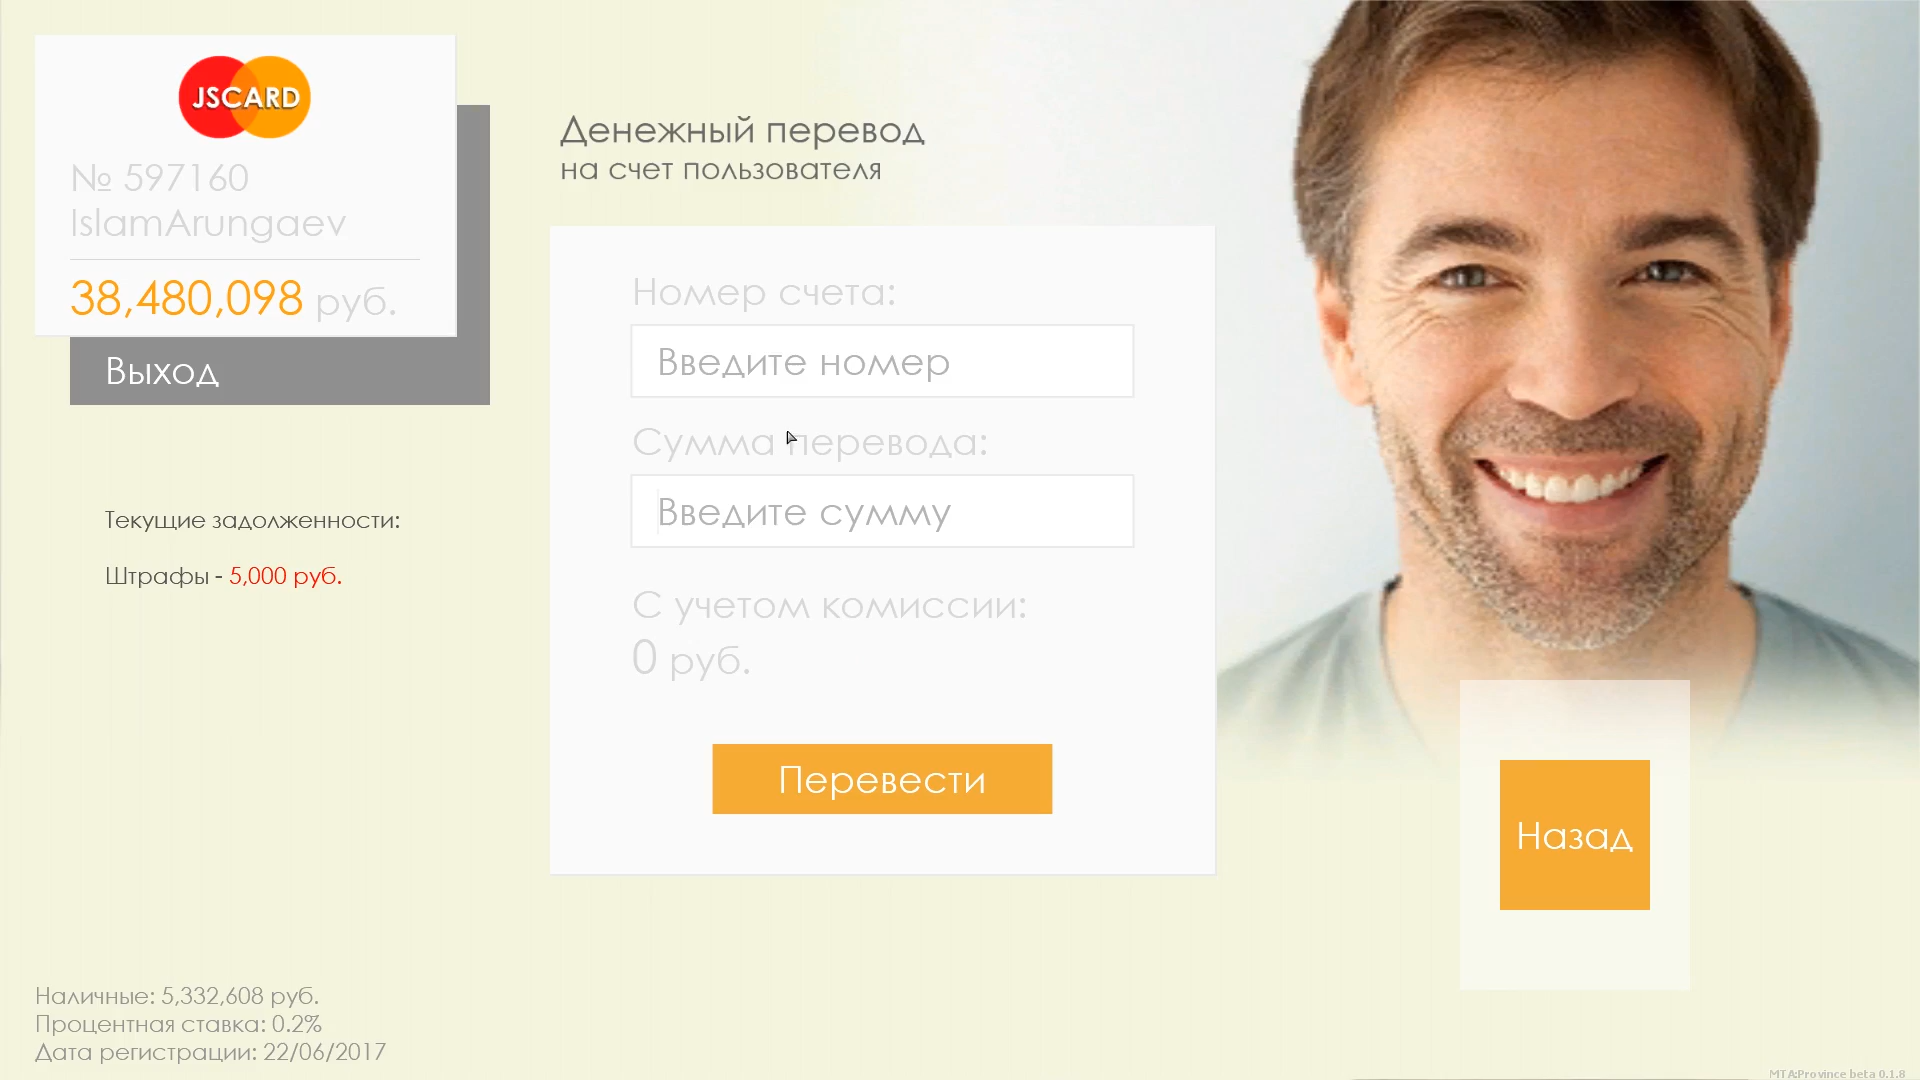 JSCARD
№ 597160
IslamArungaev
38,480,098 руб.
Выход
Текущие задолженности:
Штрафы - 5,000 руб.
Денежный перевод
на счет пользователя
Номер счета:
Введите номер
Сумма перевода:
Введите сумму
С учетом комиссии:
0 руб.
Перевести
Назад
Наличные: 5,332,608 руб.
Процентная ставка: 0.2%
Дата регистрации: 22/06/2017
MTA:Province beta 0.1.8